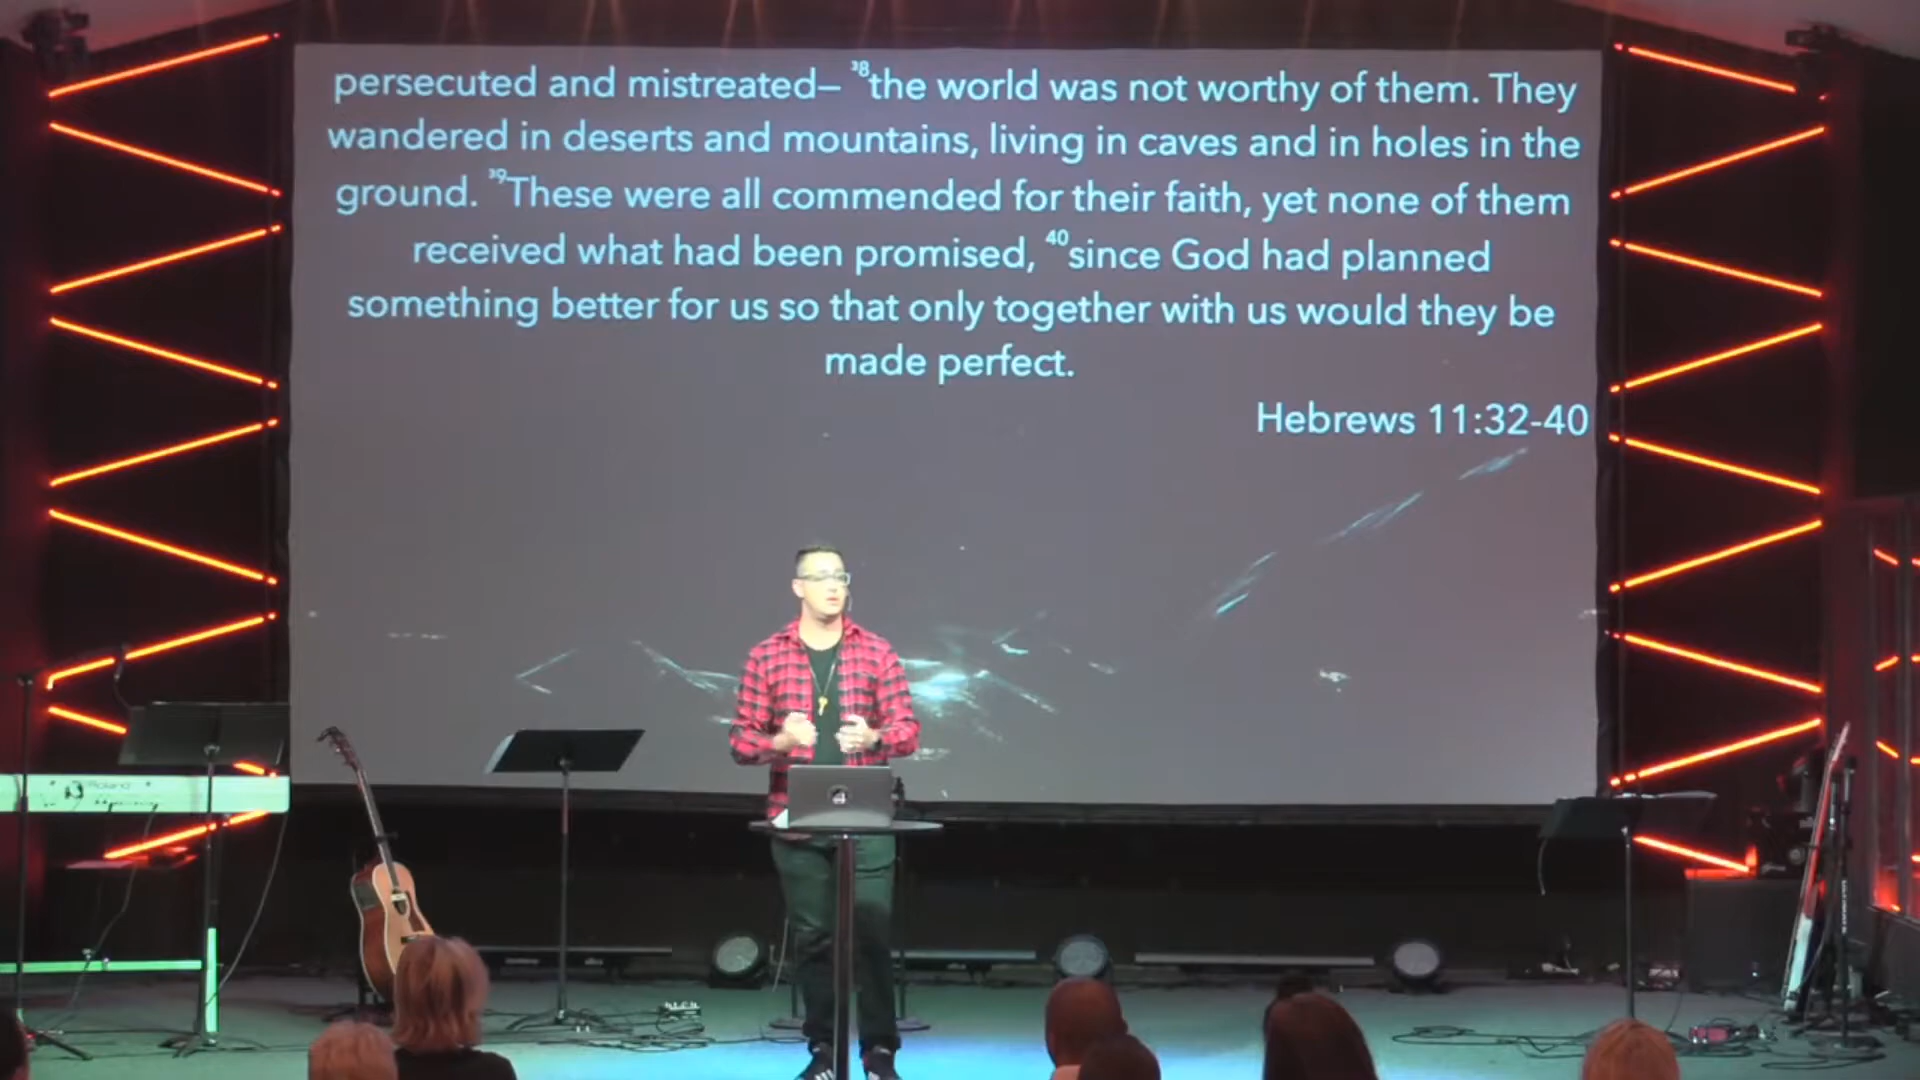 persecuted and mistreated– ³⁸the world was not worthy of them. They
wandered in deserts and mountains, living in caves and in holes in the
ground. ³⁹These were all commended for their faith, yet none of them
received what had been promised, ⁴⁰since God had planned
something better for us so that only together with us would they be
made perfect.
Hebrews 11:32-40
Roland